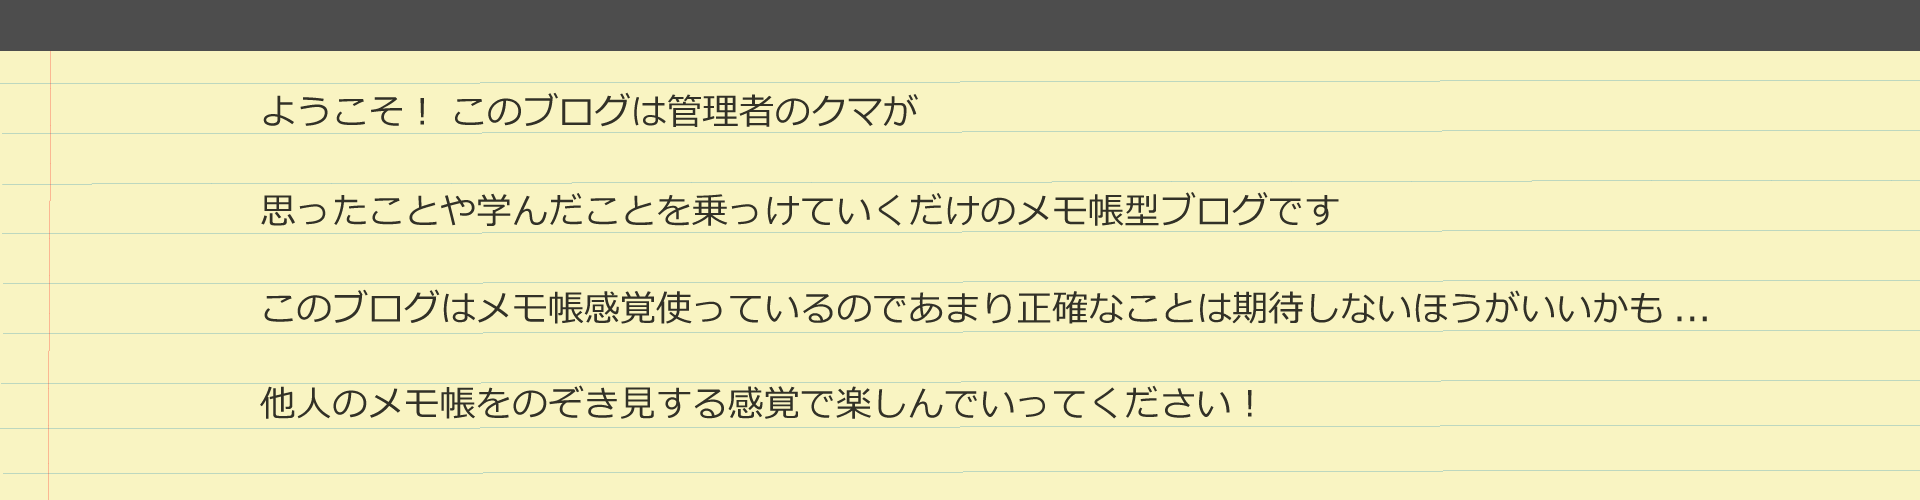 ようこそ！ このブログは管理者のクマが
思ったことや学んだことを乗っけていくだけのメモ帳型ブログです
このブログはメモ帳感覚使っているのであまり正確なことは期待しないほうがいいかも …
他人のメモ帳をのぞき見する感覚で楽しんでいってください！